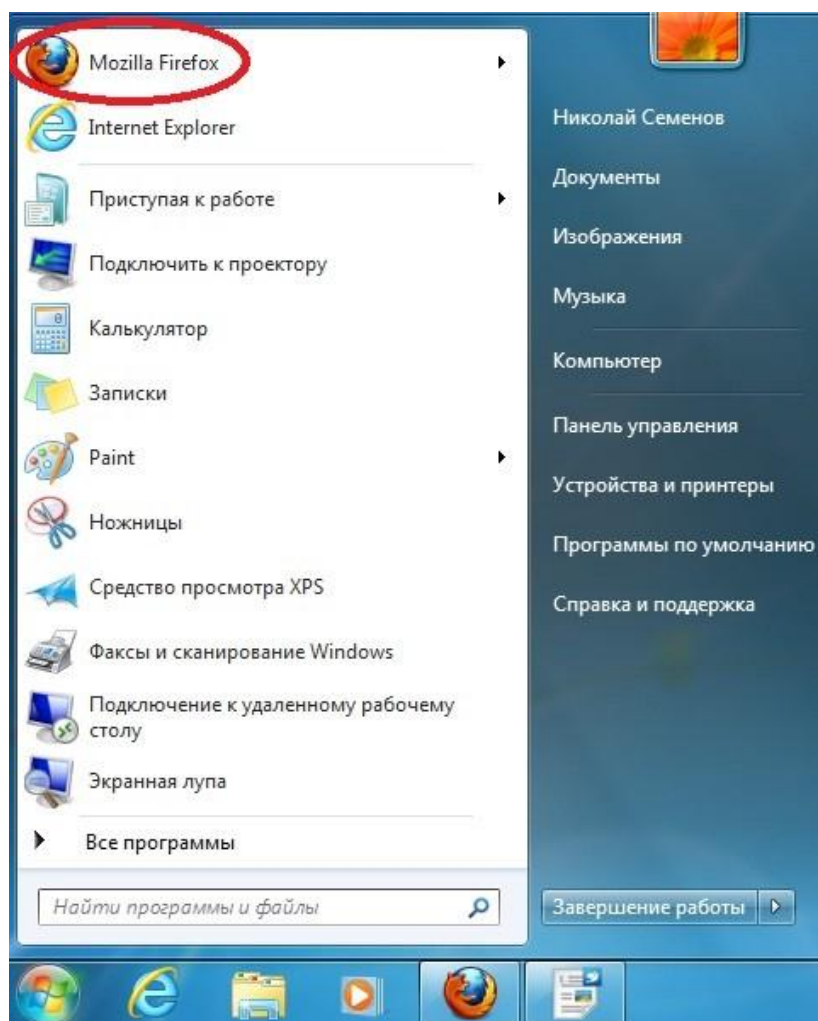 Mozilla Firefox
Internet Explorer
Приступая к работе
Подключить к проектору
Калькулятор
Записки
Paint
Ножницы
Средство просмотра XPS
Факсы и сканирование Windows
Подключение к удаленному рабочему
столу
Экранная лупа
Все программы
Найти программы и файлы
Николай Семенов
Документы
Изображения
Музыка
Компьютер
Панель управления
Устройства и принтеры
Программы по умолчанию
Справка и поддержка
Завершение работы